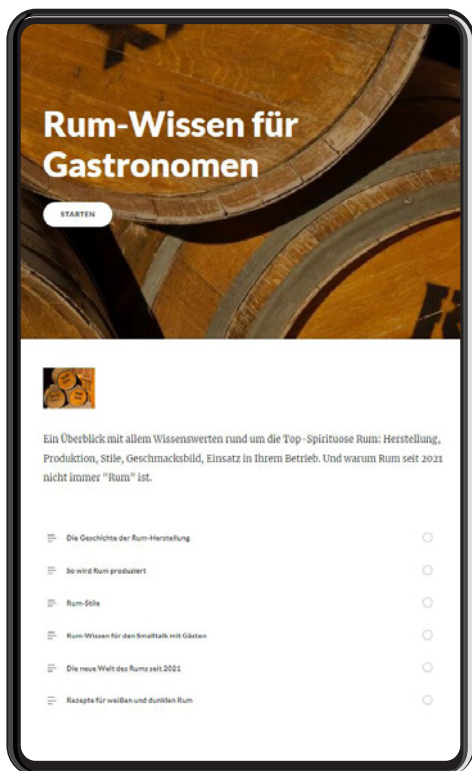 Rum-Wissen für
Gastronomen
STARTEN
Ein Überblick mit allem Wissenswerten rund um die Top-Spirituose Rum: Herstellung,
Produktion, Stile, Geschmacksbild, Einsatz in Ihrem Betrieb. Und warum Rum seit 2021
nicht immer "Rum" ist.
Die Geschichte der Rum-Herstellung
So wird Rum produziert
Rum-Stile
Rum-Wissen für den Smalltalk mit Gästen
Die neue Welt des Rums seit 2021
Rezepte für weißen und dunklen Rum